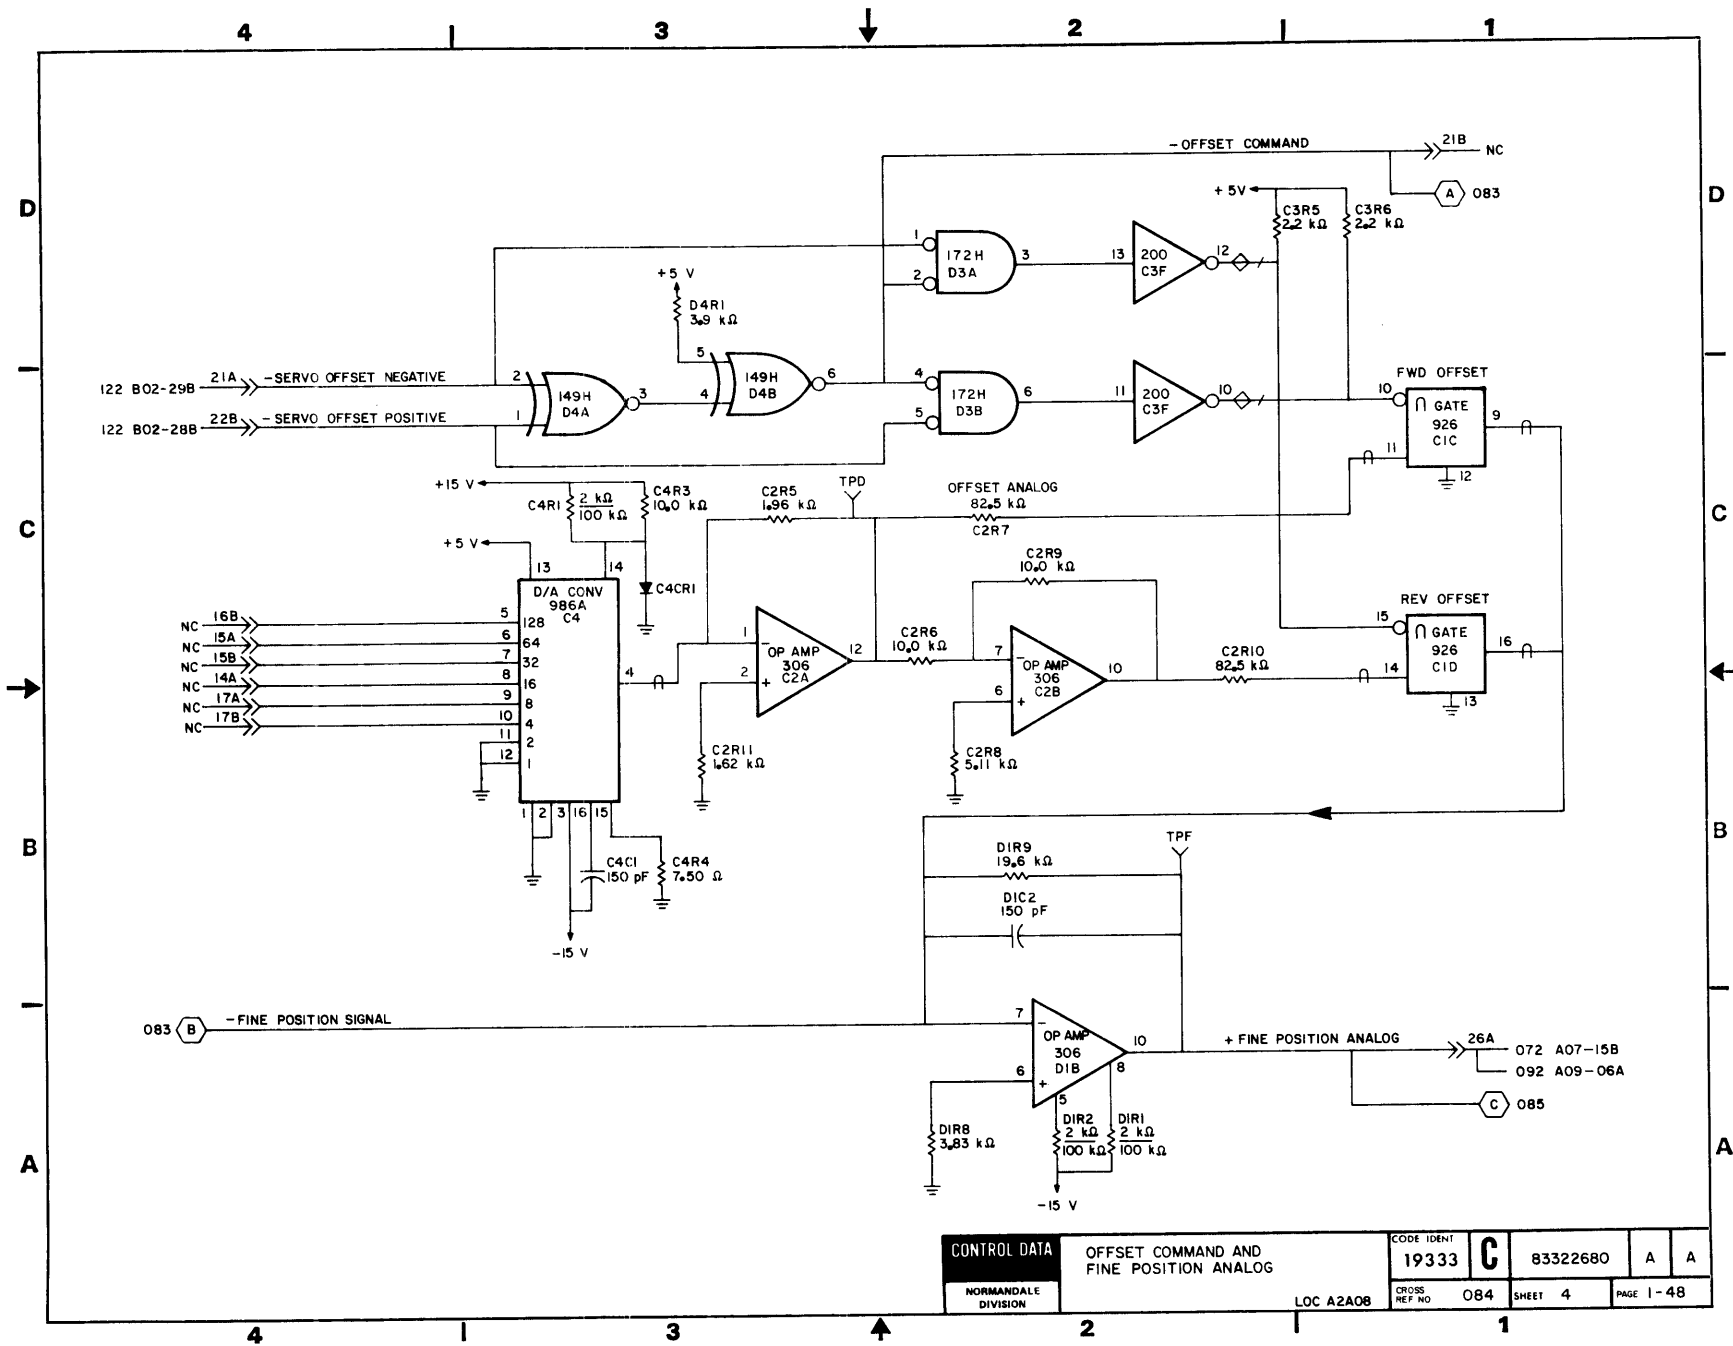 4 3 2 1
D
C
B
A
-OFFSET COMMAND
21B
NC
A 083
+5V
C3R5
2.2 kΩ
C3R6
2.2 kΩ
1
2
172H
D3A
3
13
200
C3F
12
+5 V
D4R1
3.9 kΩ
122 B02-29B 21A -SERVO OFFSET NEGATIVE
122 B02-28B 22B -SERVO OFFSET POSITIVE
2
1
149H
D4A
3
5
4
149H
D4B
6
4
5
172H
D3B
6
11
200
C3F
10
FWD OFFSET
10
11
GATE
926
C1C
9
12
+15 V
C4R1
2 kΩ
100 kΩ
C4R3
10.0 kΩ
C2R5
1.96 kΩ
TPD
OFFSET ANALOG
82.5 kΩ
C2R7
+5 V
13
14
C4CR1
D/A CONV
986A
C4
NC 16B 5 128
NC 15A 6 64
NC 15B 7 32
NC 14A 8 16
NC 17A 9 8
NC 17B 10 4
11 2
12 1
4
1 2 3 16 15
C4C1
150 pF
C4R4
7.50 Ω
-15 V
1
2
-
+
OP AMP
306
C2A
12
C2R11
1.62 kΩ
C2R6
10.0 kΩ
C2R9
10.0 kΩ
7
6
-
+
OP AMP
306
C2B
10
C2R8
5.11 kΩ
C2R10
82.5 kΩ
REV OFFSET
15
14
GATE
926
C1D
16
13
D1R9
19.6 kΩ
TPF
D1C2
150 pF
083 B -FINE POSITION SIGNAL
7
6
-
+
OP AMP
306
D1B
10
8
5
D1R8
3.83 kΩ
D1R2
2 kΩ
100 kΩ
D1R1
2 kΩ
100 kΩ
-15 V
+ FINE POSITION ANALOG
26A
072 A07-15B
092 A09-06A
C 085
CONTROL DATA
NORMANDALE
DIVISION
OFFSET COMMAND AND
FINE POSITION ANALOG
LOC A2A08
CODE IDENT
19333
C
83322680
A
A
CROSS
REF NO
084
SHEET 4
PAGE 1-48
D
C
B
A
4 3 2 1